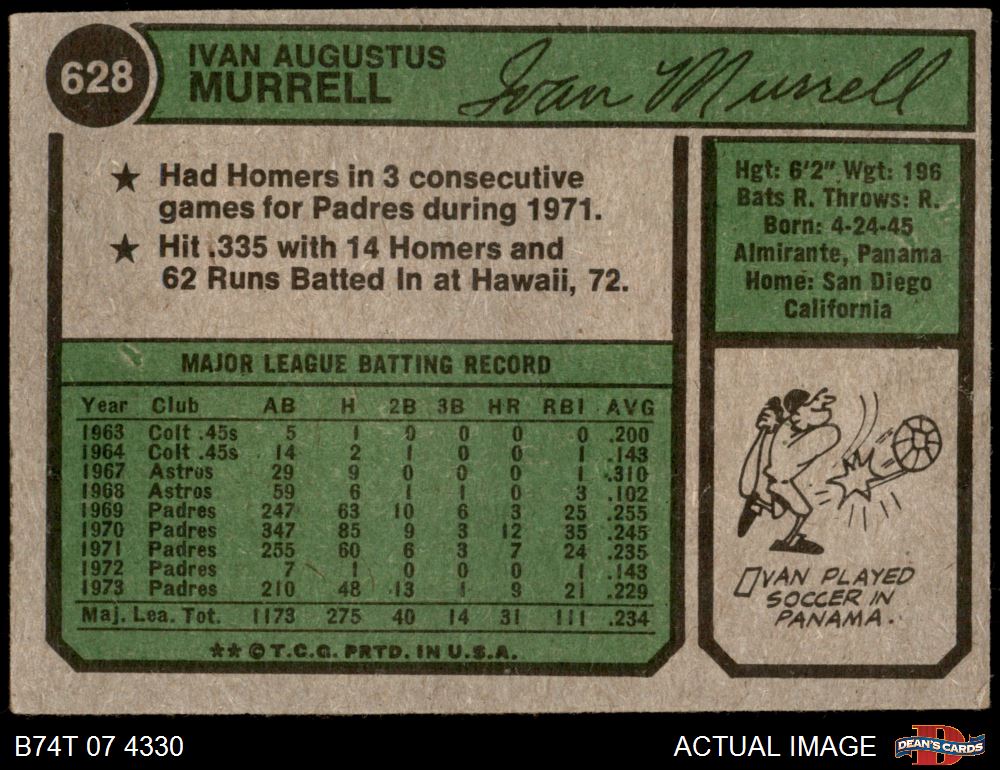 628
IVAN AUGUSTUS
MURRELL
Ivan Murrell
★ Had Homers in 3 consecutive
games for Padres during 1971.
★ Hit .335 with 14 Homers and
62 Runs Batted In at Hawaii, 72.
Hgt: 6'2" Wgt: 196
Bats R. Throws: R.
Born: 4-24-45
Almirante, Panama
Home: San Diego
California
MAJOR LEAGUE BATTING RECORD
Year Club AB H 2B 3B HR RBI AVG
1963 Colt .45s 5 1 0 0 0 0 .200
1964 Colt .45s 14 2 1 0 0 1 .143
1967 Astros 29 9 0 0 0 1 .310
1968 Astros 59 6 1 1 0 3 .102
1969 Padres 247 63 10 6 3 25 .255
1970 Padres 347 85 9 3 12 35 .245
1971 Padres 255 60 6 3 7 24 .235
1972 Padres 7 1 0 0 0 1 .143
1973 Padres 210 48 13 1 9 21 .229
Maj. Lea. Tot. 1173 275 40 14 31 111 .234
** © T.C.G. PRTD. IN U.S.A.
IVAN PLAYED
SOCCER IN
PANAMA.
B74T 07 4330
ACTUAL IMAGE
D
DEAN'S CARDS